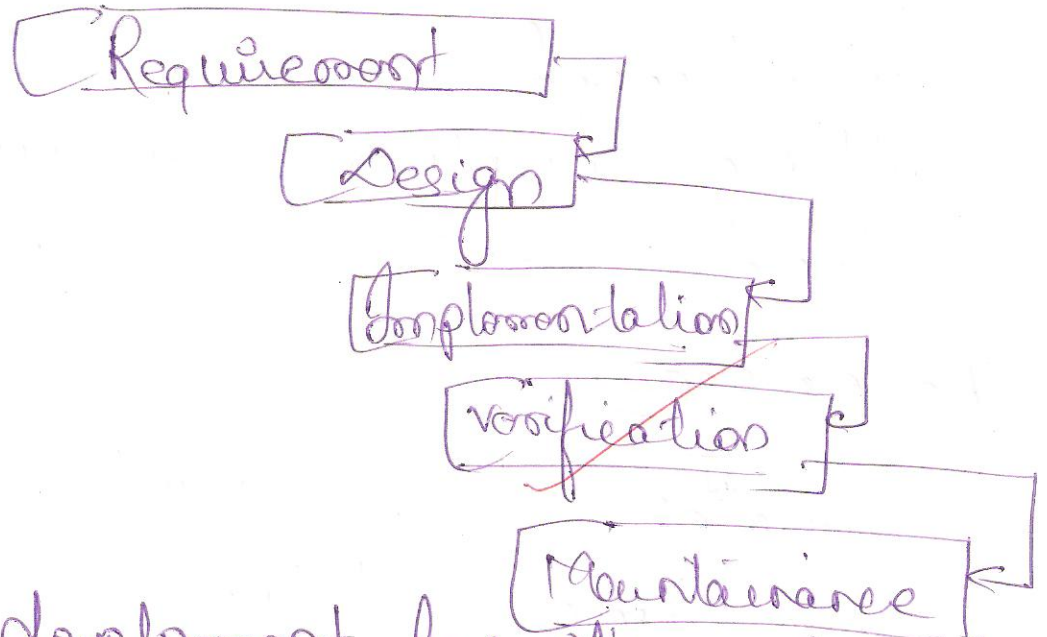 Requirement
Design
Implementation
verification
Maintainance